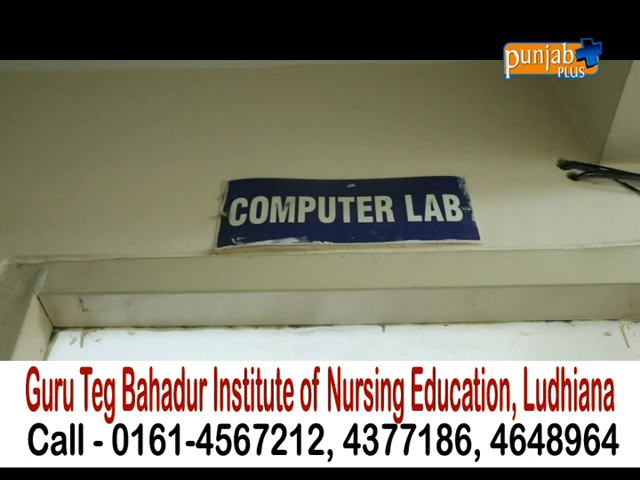 punjab
PLUS
COMPUTER LAB
Guru Teg Bahadur Institute of Nursing Education, Ludhiana
Call - 0161-4567212, 4377186, 4648964